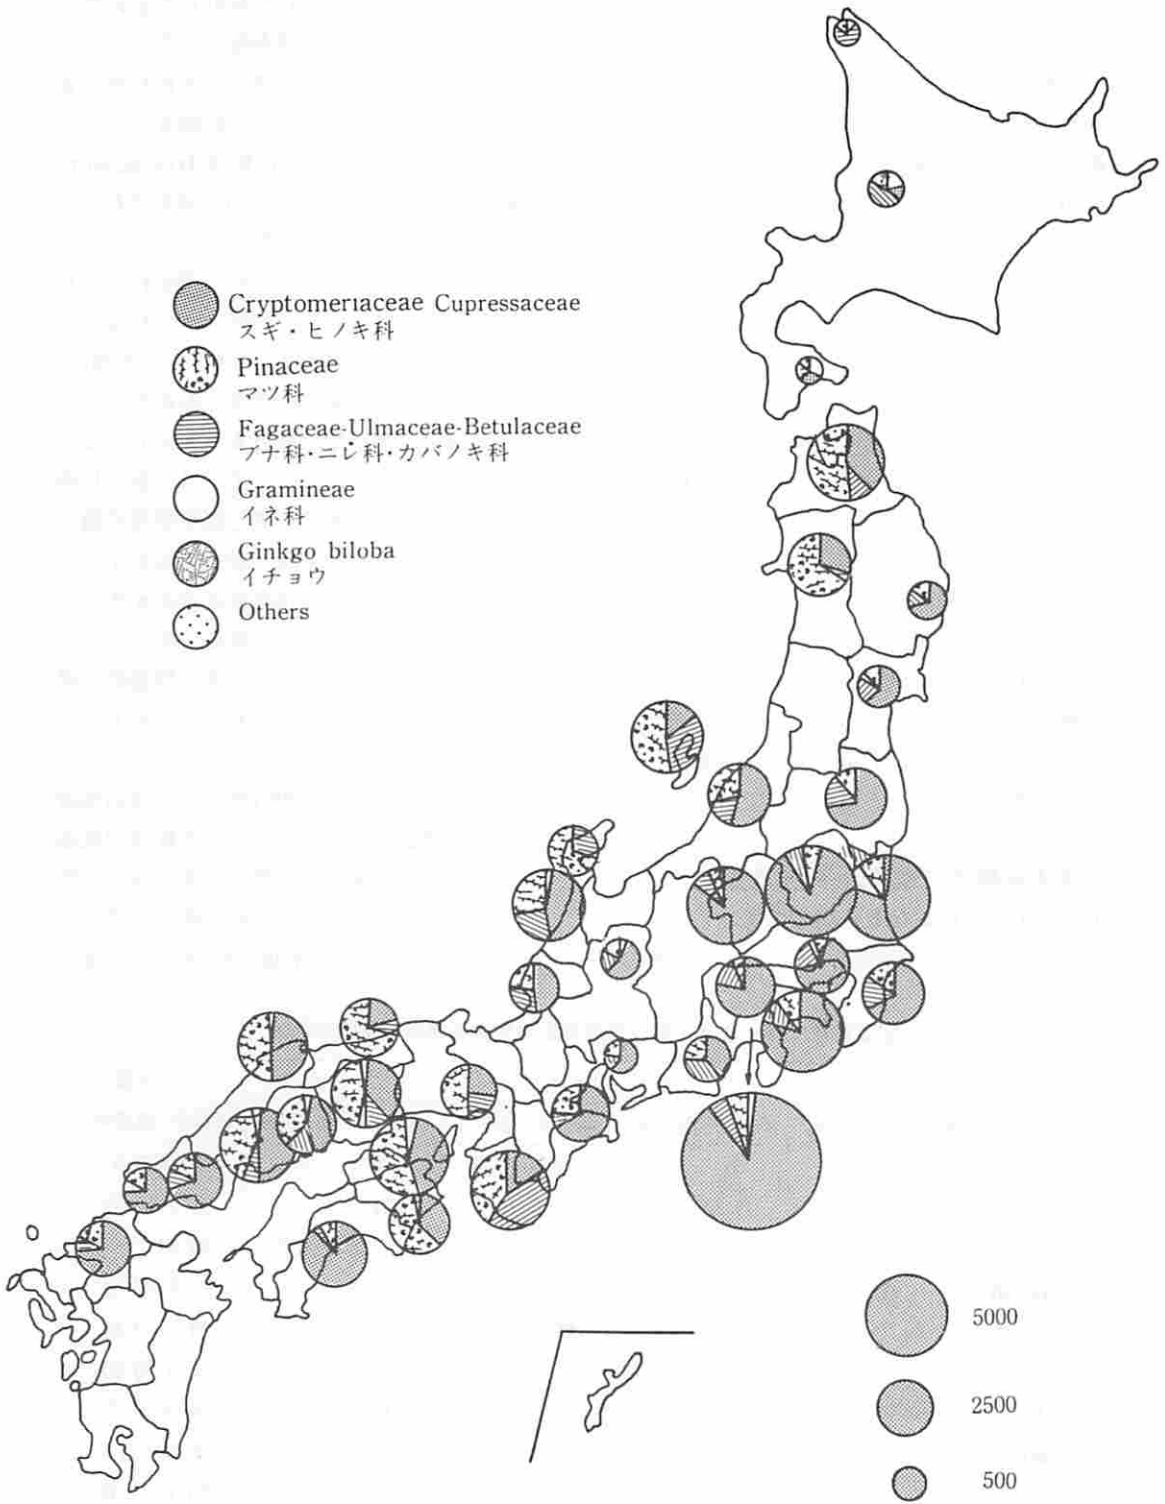 Cryptomeriaceae Cupressaceae
スギ・ヒノキ科
Pinaceae
マツ科
Fagaceae-Ulmaceae-Betulaceae
ブナ科・ニレ科・カバノキ科
Gramineae
イネ科
Ginkgo biloba
イチョウ
Others
5000
2500
500